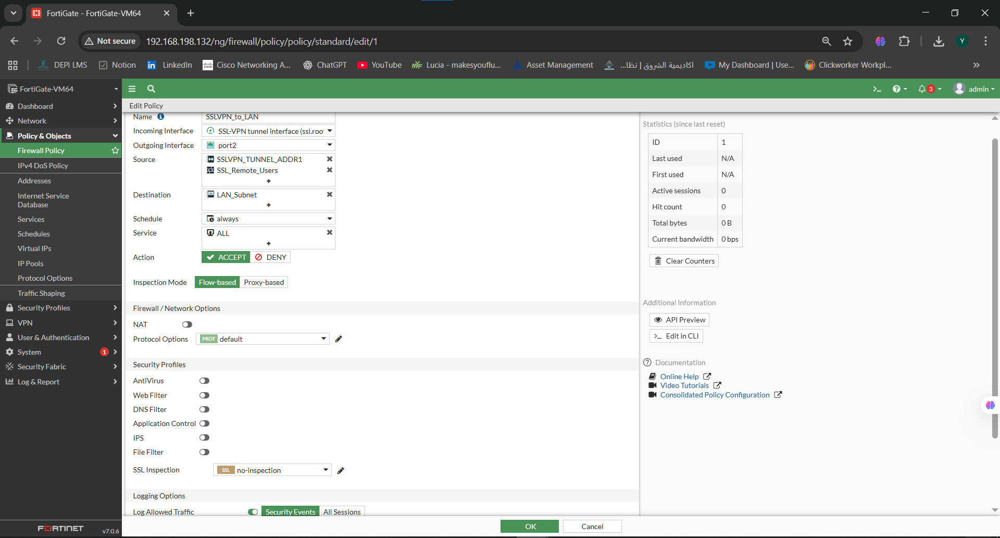 FortiGate - FortiGate-VM64
Not secure
192.168.198.132/ng/firewall/policy/policy/standard/edit/1
Y
DEPI LMS
Notion
LinkedIn
Cisco Networking A...
ChatGPT
YouTube
Lucia - makesyouflu...
Asset Management
اكاديمية الشروق | نظا...
My Dashboard | Use...
Clickworker Workpl...
FortiGate-VM64
3
admin
Dashboard
Network
Policy & Objects
Firewall Policy
IPv4 DoS Policy
Addresses
Internet Service
Database
Services
Schedules
Virtual IPs
IP Pools
Protocol Options
Traffic Shaping
Security Profiles
VPN
User & Authentication
System
1
Security Fabric
Log & Report
FORTINET
v7.0.6
Edit Policy
Name
SSLVPN_to_LAN
Incoming Interface
SSL-VPN tunnel interface (ssl.roo
Outgoing Interface
port2
Source
SSLVPN_TUNNEL_ADDR1
SSL_Remote_Users
Destination
LAN_Subnet
Schedule
always
Service
ALL
Action
ACCEPT
DENY
Inspection Mode
Flow-based
Proxy-based
Firewall / Network Options
NAT
Protocol Options
PROT
default
Security Profiles
AntiVirus
Web Filter
DNS Filter
Application Control
IPS
File Filter
SSL Inspection
SSL
no-inspection
Logging Options
Log Allowed Traffic
Security Events
All Sessions
Statistics (since last reset)
ID 1
Last used N/A
First used N/A
Active sessions 0
Hit count 0
Total bytes 0 B
Current bandwidth 0 bps
Clear Counters
Additional Information
API Preview
Edit in CLI
Documentation
Online Help
Video Tutorials
Consolidated Policy Configuration
OK
Cancel